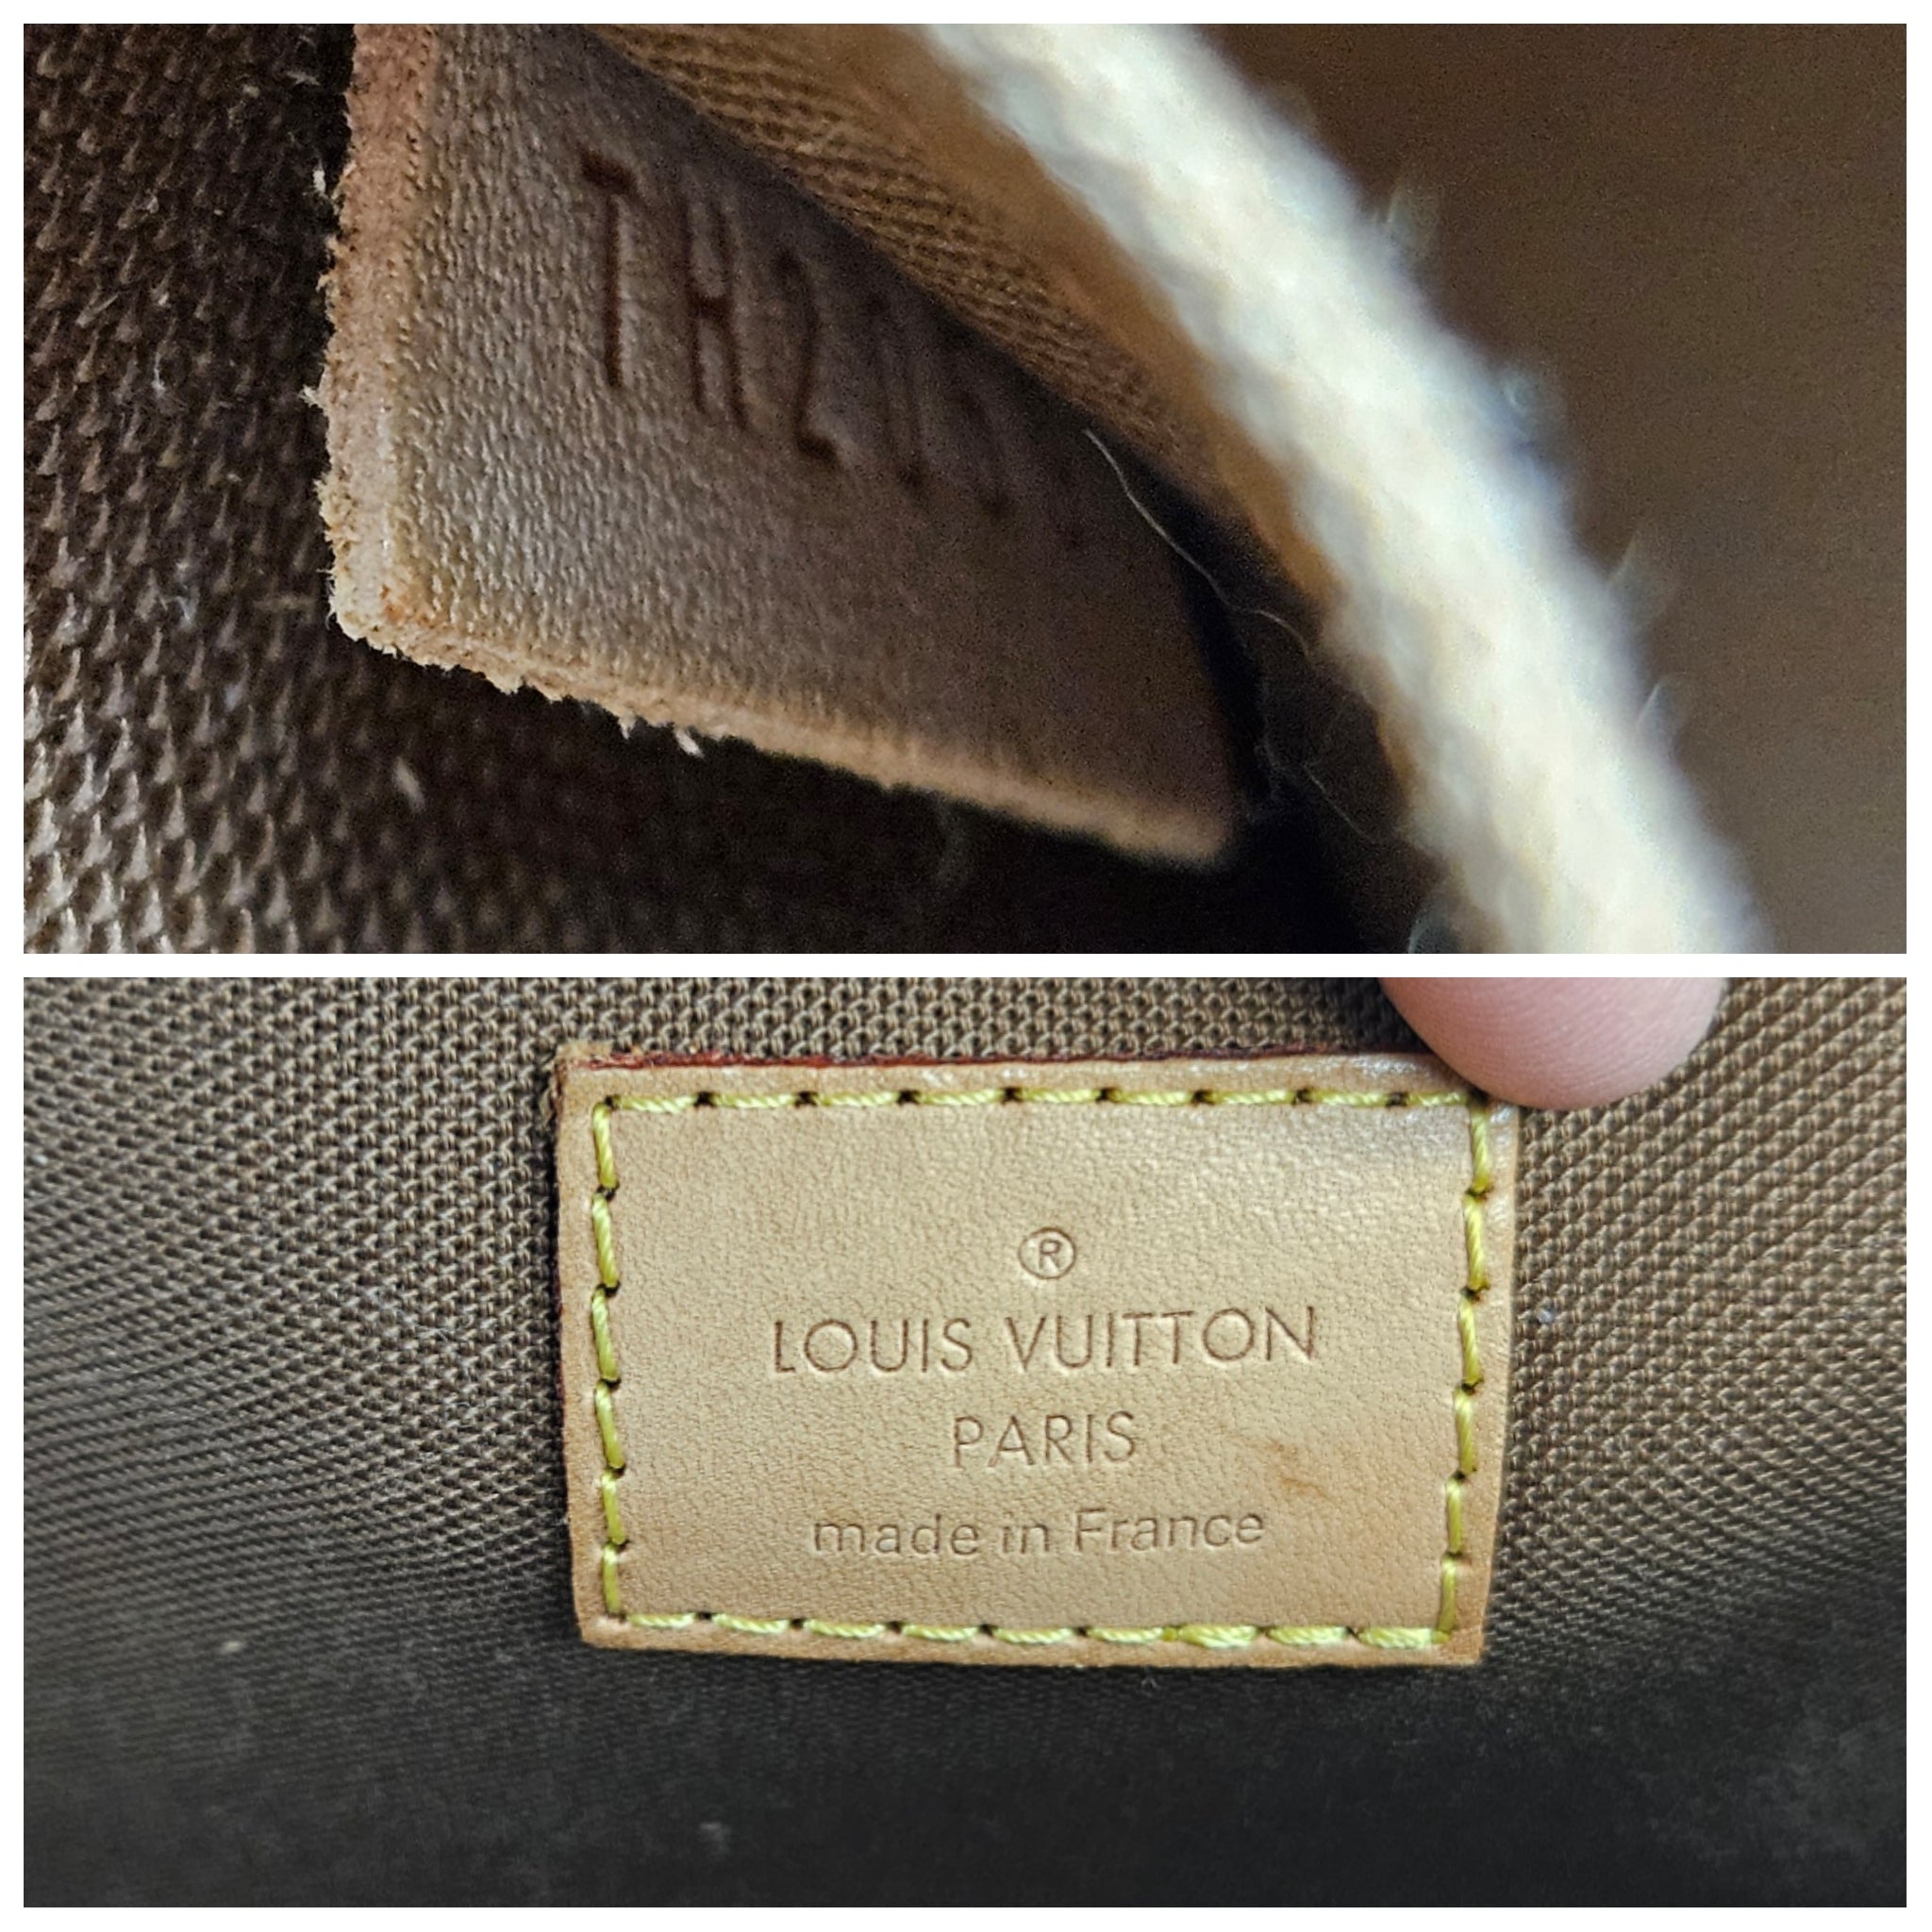 TH2
®
LOUIS VUITTON
PARIS
made in France